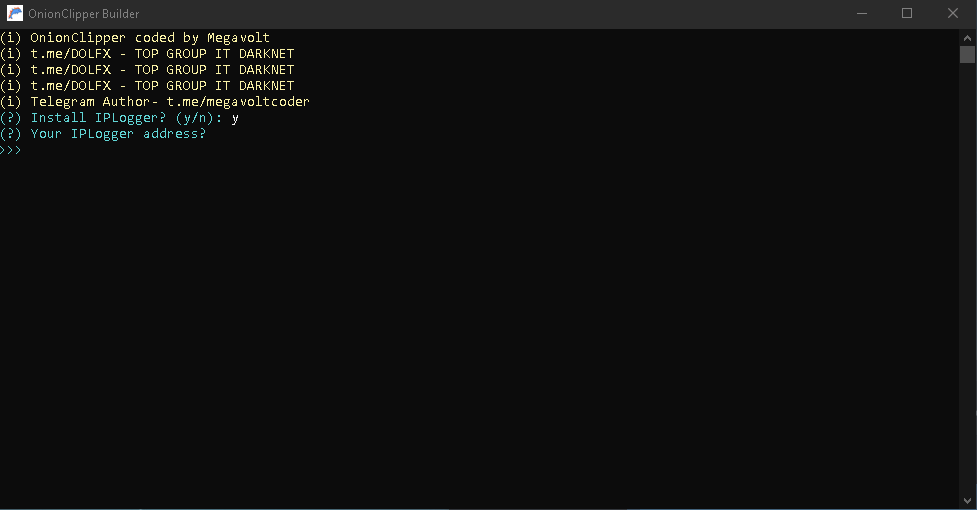 OnionClipper Builder
(i) OnionClipper coded by Megavolt
(i) t.me/DOLFX - TOP GROUP IT DARKNET
(i) t.me/DOLFX - TOP GROUP IT DARKNET
(i) t.me/DOLFX - TOP GROUP IT DARKNET
(i) Telegram Author- t.me/megavoltcoder
(?) Install IPLogger? (y/n): y
(?) Your IPLogger address?
>>>